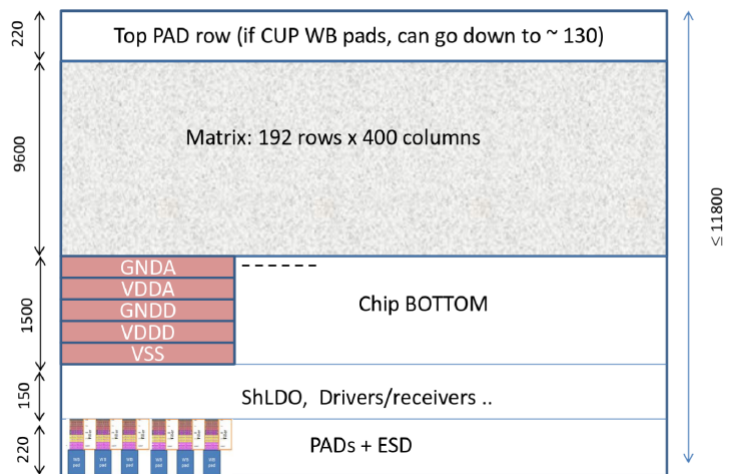 220
Top PAD row (if CUP WB pads, can go down to ~ 130)
9600
Matrix: 192 rows x 400 columns
≤ 11800
GNDA
VDDA
GNDD
VDDD
VSS
1500
Chip BOTTOM
150
ShLDO, Drivers/receivers ..
220
PADs + ESD